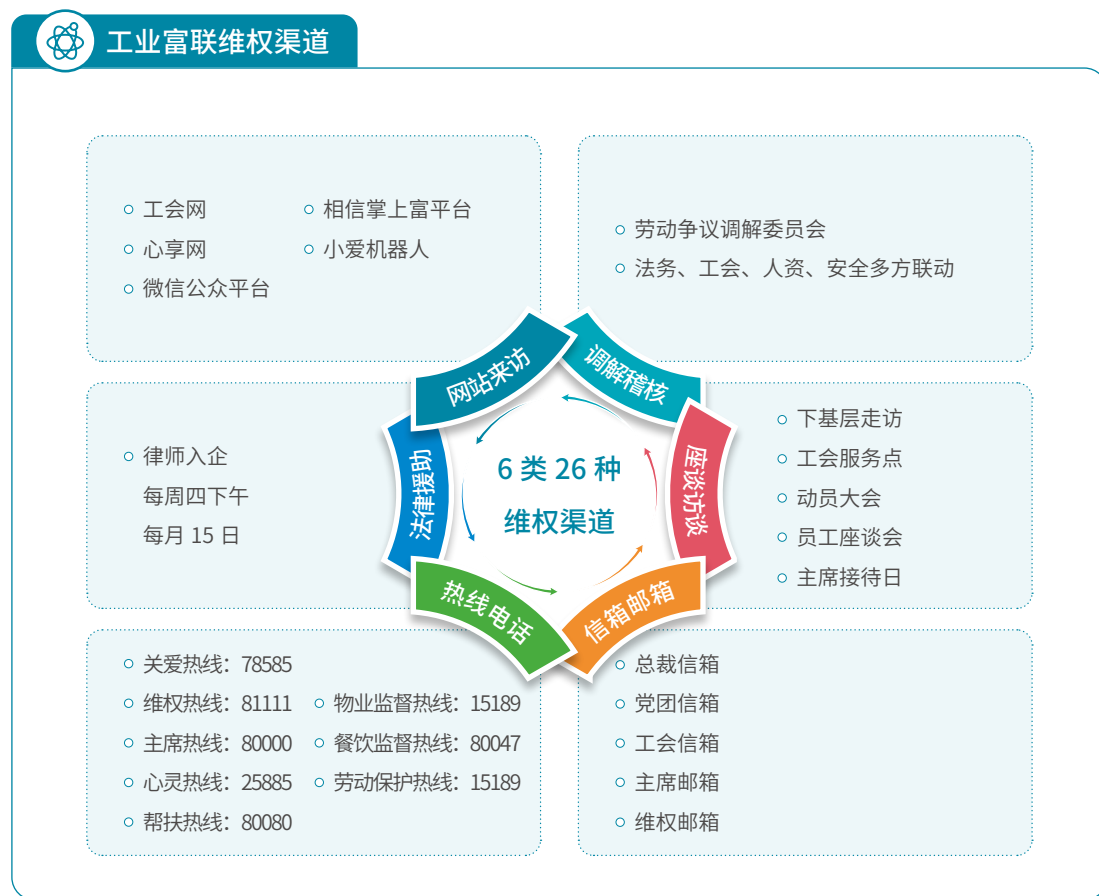 工业富联维权渠道
工会网
心享网
微信公众平台
相信掌上富平台
小爱机器人
劳动争议调解委员会
法务、工会、人资、安全多方联动
网站来访
调解稽核
律师入企
每周四下午
每月 15 日
法律援助
6 类 26 种
维权渠道
座谈访谈
下基层走访
工会服务点
动员大会
员工座谈会
主席接待日
热线电话
信箱邮箱
关爱热线：78585
维权热线：81111
主席热线：80000
心灵热线：25885
帮扶热线：80080
物业监督热线：15189
餐饮监督热线：80047
劳动保护热线：15189
总裁信箱
党团信箱
工会信箱
主席邮箱
维权邮箱